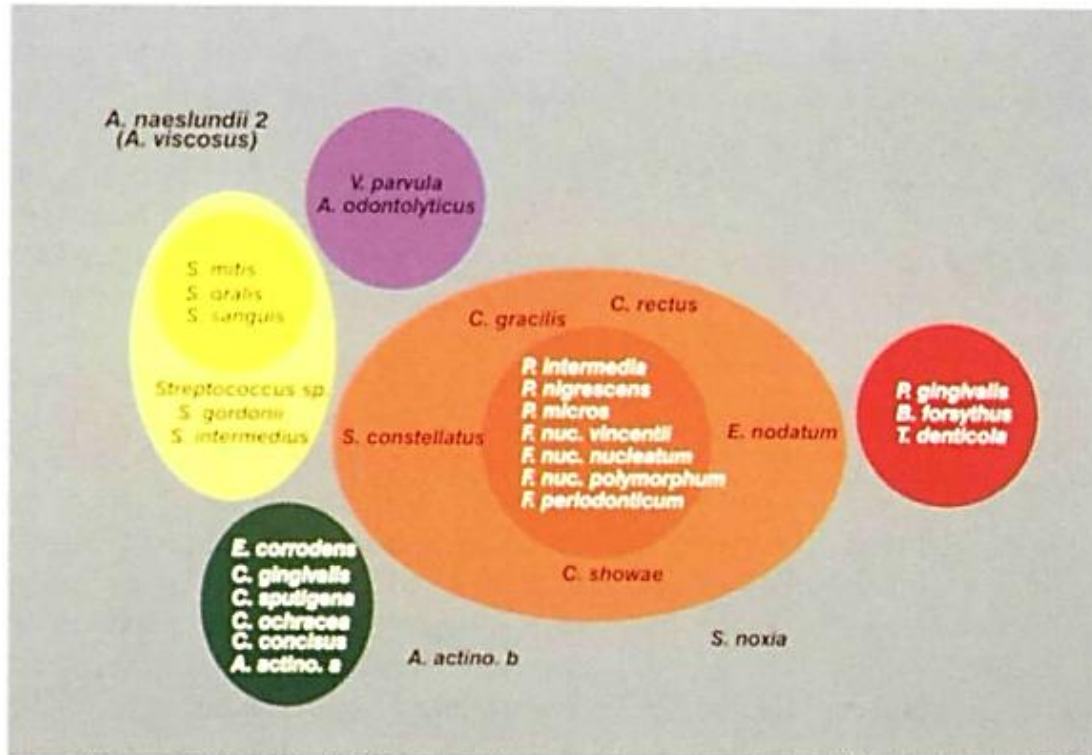 A. naeslundii 2
(A. viscosus)
V. parvula
A. odontolyticus
S. mitis
S. oralis
S. sanguis
Streptococcus sp.
S. gordonii
S. intermedius
C. gracilis
C. rectus
S. constellatus
P. intermedia
P. nigrescens
P. micros
F. nuc. vincentii
F. nuc. nucleatum
F. nuc. polymorphum
F. periodonticum
E. nodatum
C. showae
P. gingivalis
B. forsythus
T. denticola
E. corrodens
C. gingivalis
C. sputigena
C. ochracea
C. concisus
A. actino. a
A. actino. b
S. noxia